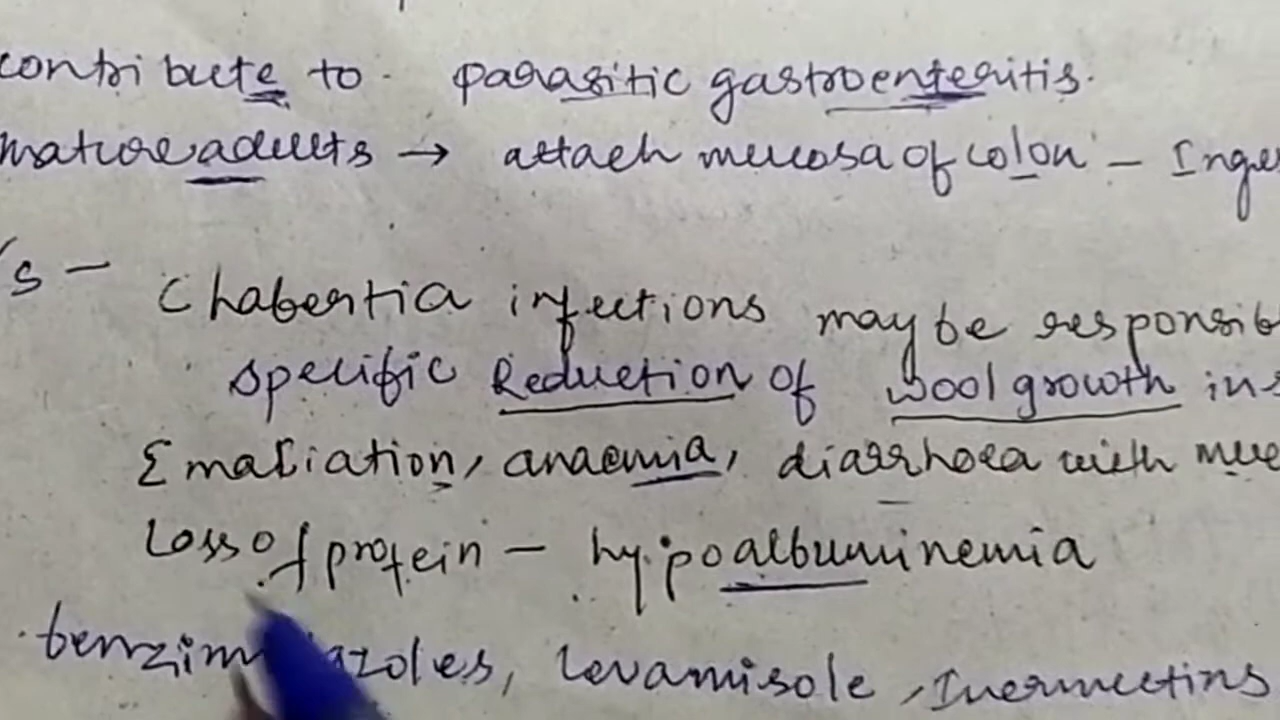 contribute to parasitic gastroenteritis.
mature adults → attach mucosa of colon - Inges
/s - Chabertia infections may be responsib
specific Reduction of wool growth in s
Emaciation, anaemia, diarrhoea with muc
Loss of protein - hypoalbuminemia
benzim azoles, levamisole, Ivermectins